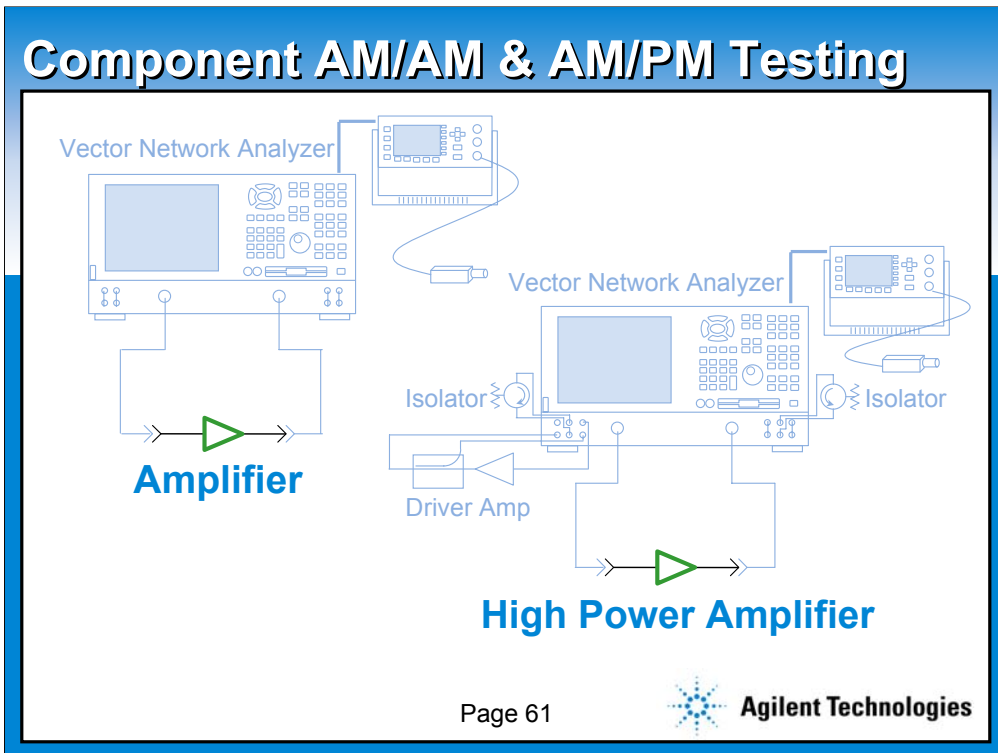 Component AM/AM & AM/PM Testing
Vector Network Analyzer
Amplifier
Vector Network Analyzer
Isolator
Isolator
Driver Amp
High Power Amplifier
Page 61
Agilent Technologies